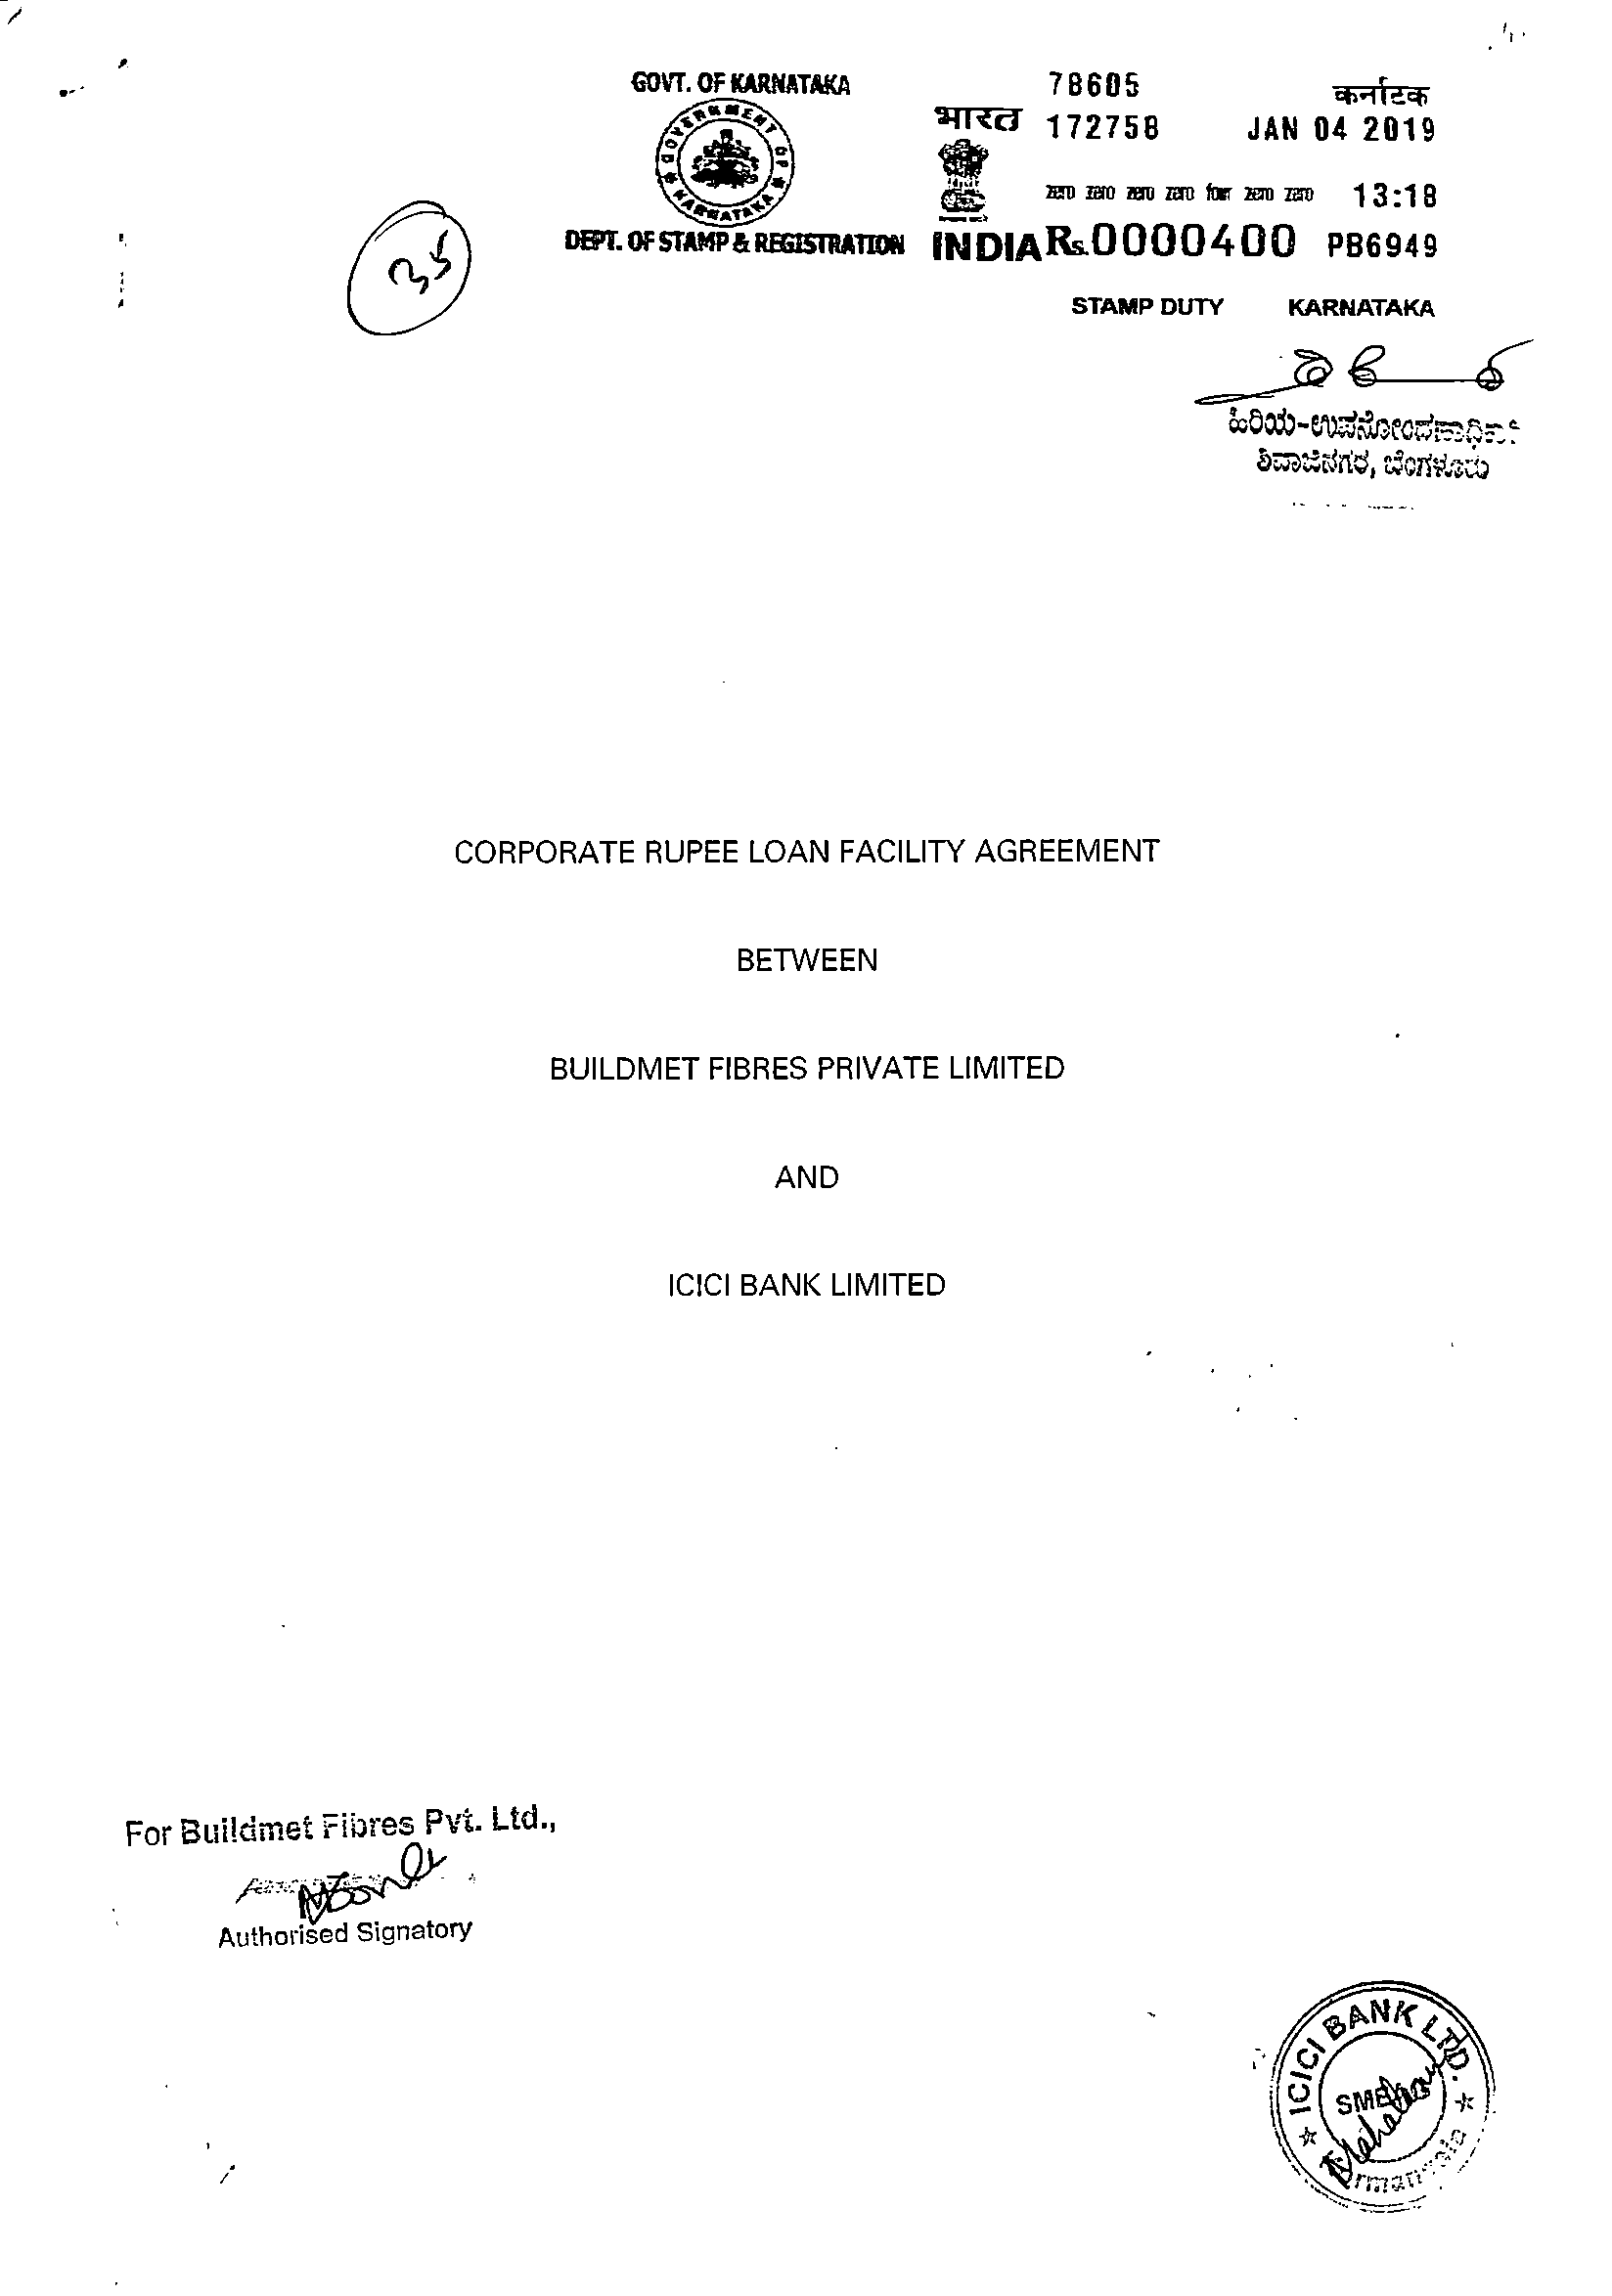 GOVT. OF KARNATAKA
GOVERNMENT OF KARNATAKA
DEPT. OF STAMP & REGISTRATION
भारत
INDIA
78605
172758
कर्नाटक
JAN 04 2019
zero zero zero zero four zero zero 13:18
Rs.0000400 PB6949
STAMP DUTY KARNATAKA
35
ಹಿರಿಯ-ಉಪನೋಂದಣಾಧಿಕಾರಿ
ಶಿವಾಜಿನಗರ, ಬೆಂಗಳೂರು
CORPORATE RUPEE LOAN FACILITY AGREEMENT
BETWEEN
BUILDMET FIBRES PRIVATE LIMITED
AND
ICICI BANK LIMITED
For Buildmet Fibres Pvt. Ltd.,
Authorised Signatory
ICICI BANK LTD.